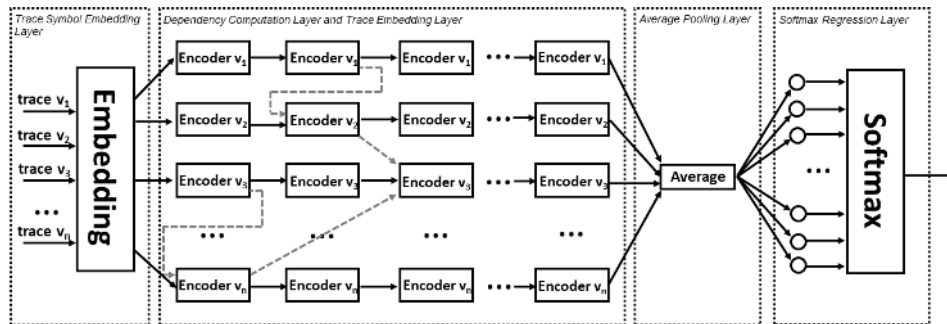 Trace Symbol Embedding
Layer
Dependency Computation Layer and Trace Embedding Layer
Average Pooling Layer
Softmax Regression Layer
trace v1
trace v2
trace v3
...
trace vn
Embedding
Encoder v1
Encoder v1
Encoder v1
...
Encoder v1
Encoder v2
Encoder v2
Encoder v2
...
Encoder v2
Encoder v3
Encoder v3
Encoder v3
...
Encoder v3
...
...
...
...
Encoder vn
Encoder vn
Encoder vn
...
Encoder vn
Average
...
Softmax